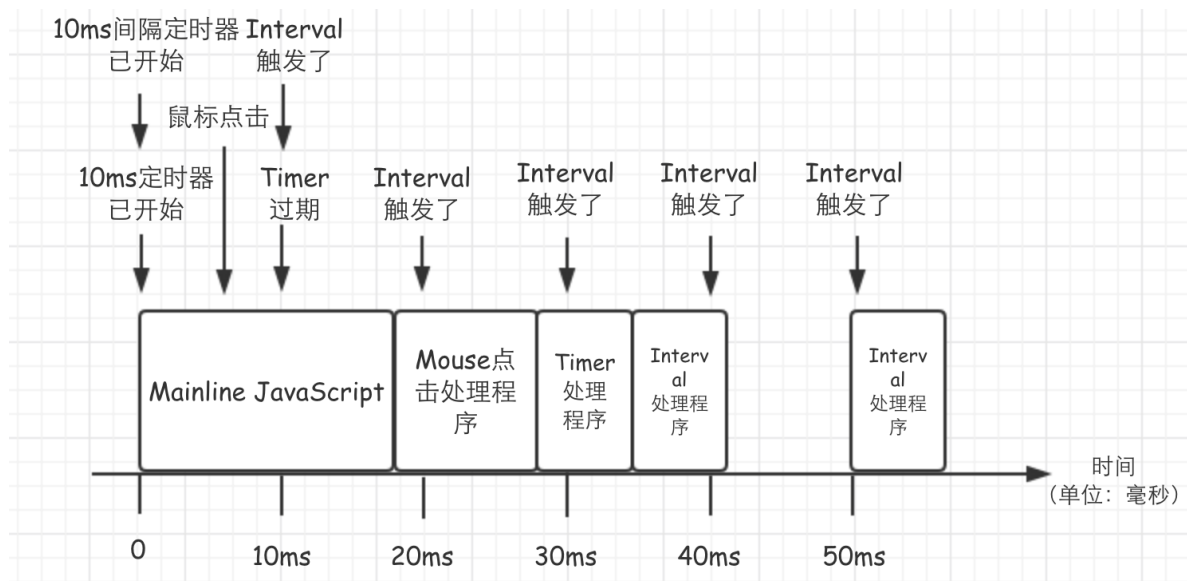 10ms间隔定时器
已开始
Interval
触发了
鼠标点击
10ms定时器
已开始
Timer
过期
Interval
触发了
Interval
触发了
Interval
触发了
Interval
触发了
Mainline JavaScript
Mouse点
击处理程
序
Timer
处理
程序
Interv
al
处理程
序
Interv
al
处理程
序
时间
(单位：毫秒)
0
10ms
20ms
30ms
40ms
50ms